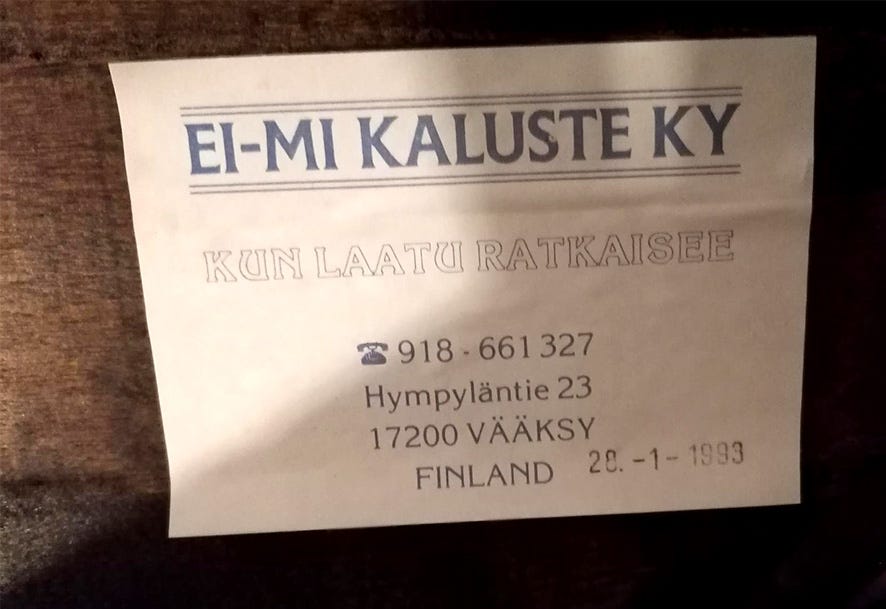 EI-MI KALUSTE KY
KUN LAATU RATKAISEE
☎ 918 - 661 327
Hympyläntie 23
17200 VÄÄKSY
FINLAND
28. -1- 1993